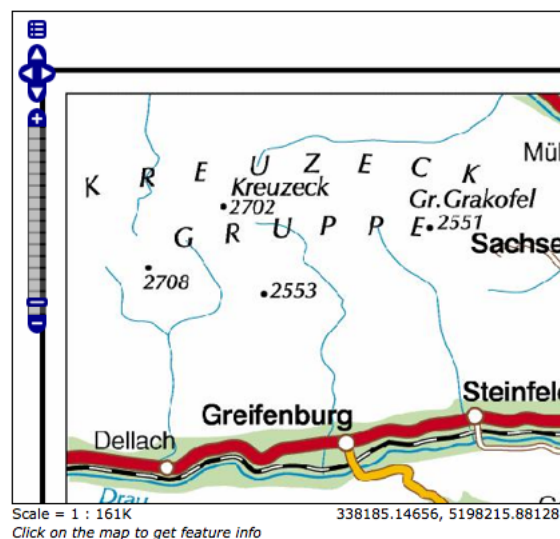 Mül
K R E U Z E C K
Kreuzeck
2702
Gr.Grakofel
G R U P P E
2551
Sachse
2708
2553
Steinfel
Greifenburg
Dellach
Drau
Scale = 1 : 161K
338185.14656, 5198215.88128
Click on the map to get feature info